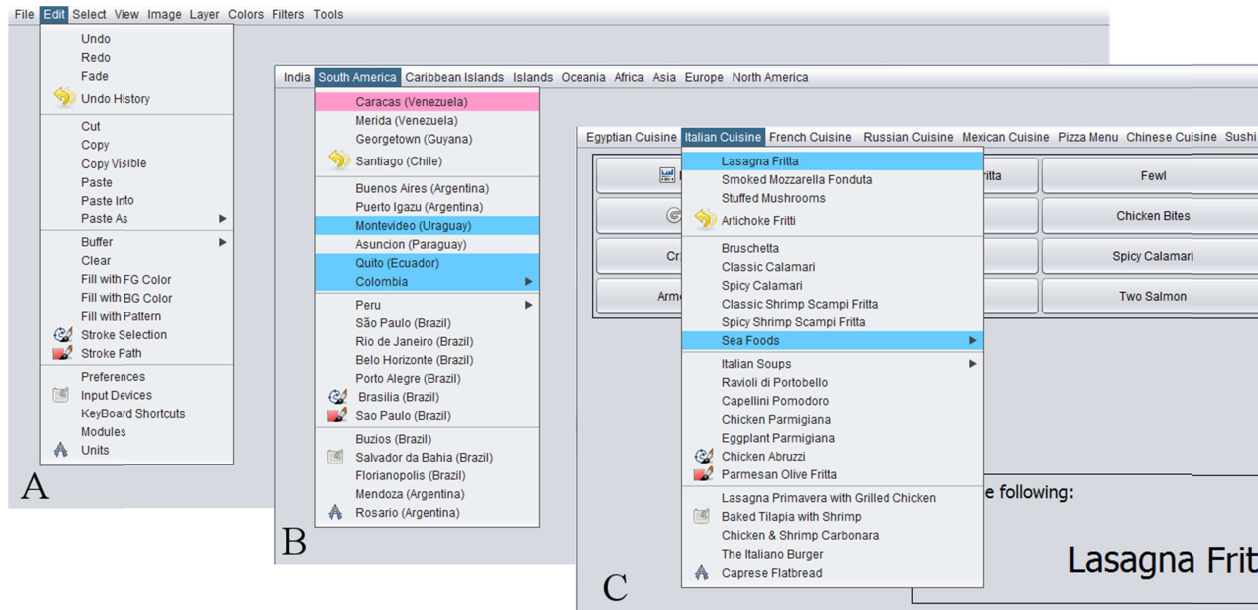 File Edit Select View Image Layer Colors Filters Tools
Undo
Redo
Fade
Undo History
Cut
Copy
Copy Visible
Paste
Paste Into
Paste As
Buffer
Clear
Fill with FG Color
Fill with BG Color
Fill with Pattern
Stroke Selection
Stroke Path
Preferences
Input Devices
KeyBoard Shortcuts
Modules
Units
A
India South America Caribbean Islands Islands Oceania Africa Asia Europe North America
Caracas (Venezuela)
Merida (Venezuela)
Georgetown (Guyana)
Santiago (Chile)
Buenos Aires (Argentina)
Puerto Igazu (Argentina)
Montevideo (Uraguay)
Asuncion (Paraguay)
Quito (Ecuador)
Colombia
Peru
São Paulo (Brazil)
Rio de Janeiro (Brazil)
Belo Horizonte (Brazil)
Porto Alegre (Brazil)
Brasilia (Brazil)
Sao Paulo (Brazil)
Buzios (Brazil)
Salvador da Bahia (Brazil)
Florianopolis (Brazil)
Mendoza (Argentina)
Rosario (Argentina)
B
Egyptian Cuisine Italian Cuisine French Cuisine Russian Cuisine Mexican Cuisine Pizza Menu Chinese Cuisine Sushi
Lasagna Fritta
Smoked Mozzarella Fonduta
Stuffed Mushrooms
Artichoke Fritti
Bruschetta
Classic Calamari
Spicy Calamari
Classic Shrimp Scampi Fritta
Spicy Shrimp Scampi Fritta
Sea Foods
Italian Soups
Ravioli di Portobello
Capellini Pomodoro
Chicken Parmigiana
Eggplant Parmigiana
Chicken Abruzzi
Parmesan Olive Fritta
Lasagna Primavera with Grilled Chicken
Baked Tilapia with Shrimp
Chicken & Shrimp Carbonara
The Italiano Burger
Caprese Flatbread
Fewl
Chicken Bites
Spicy Calamari
Two Salmon
e following:
Lasagna Frit
C